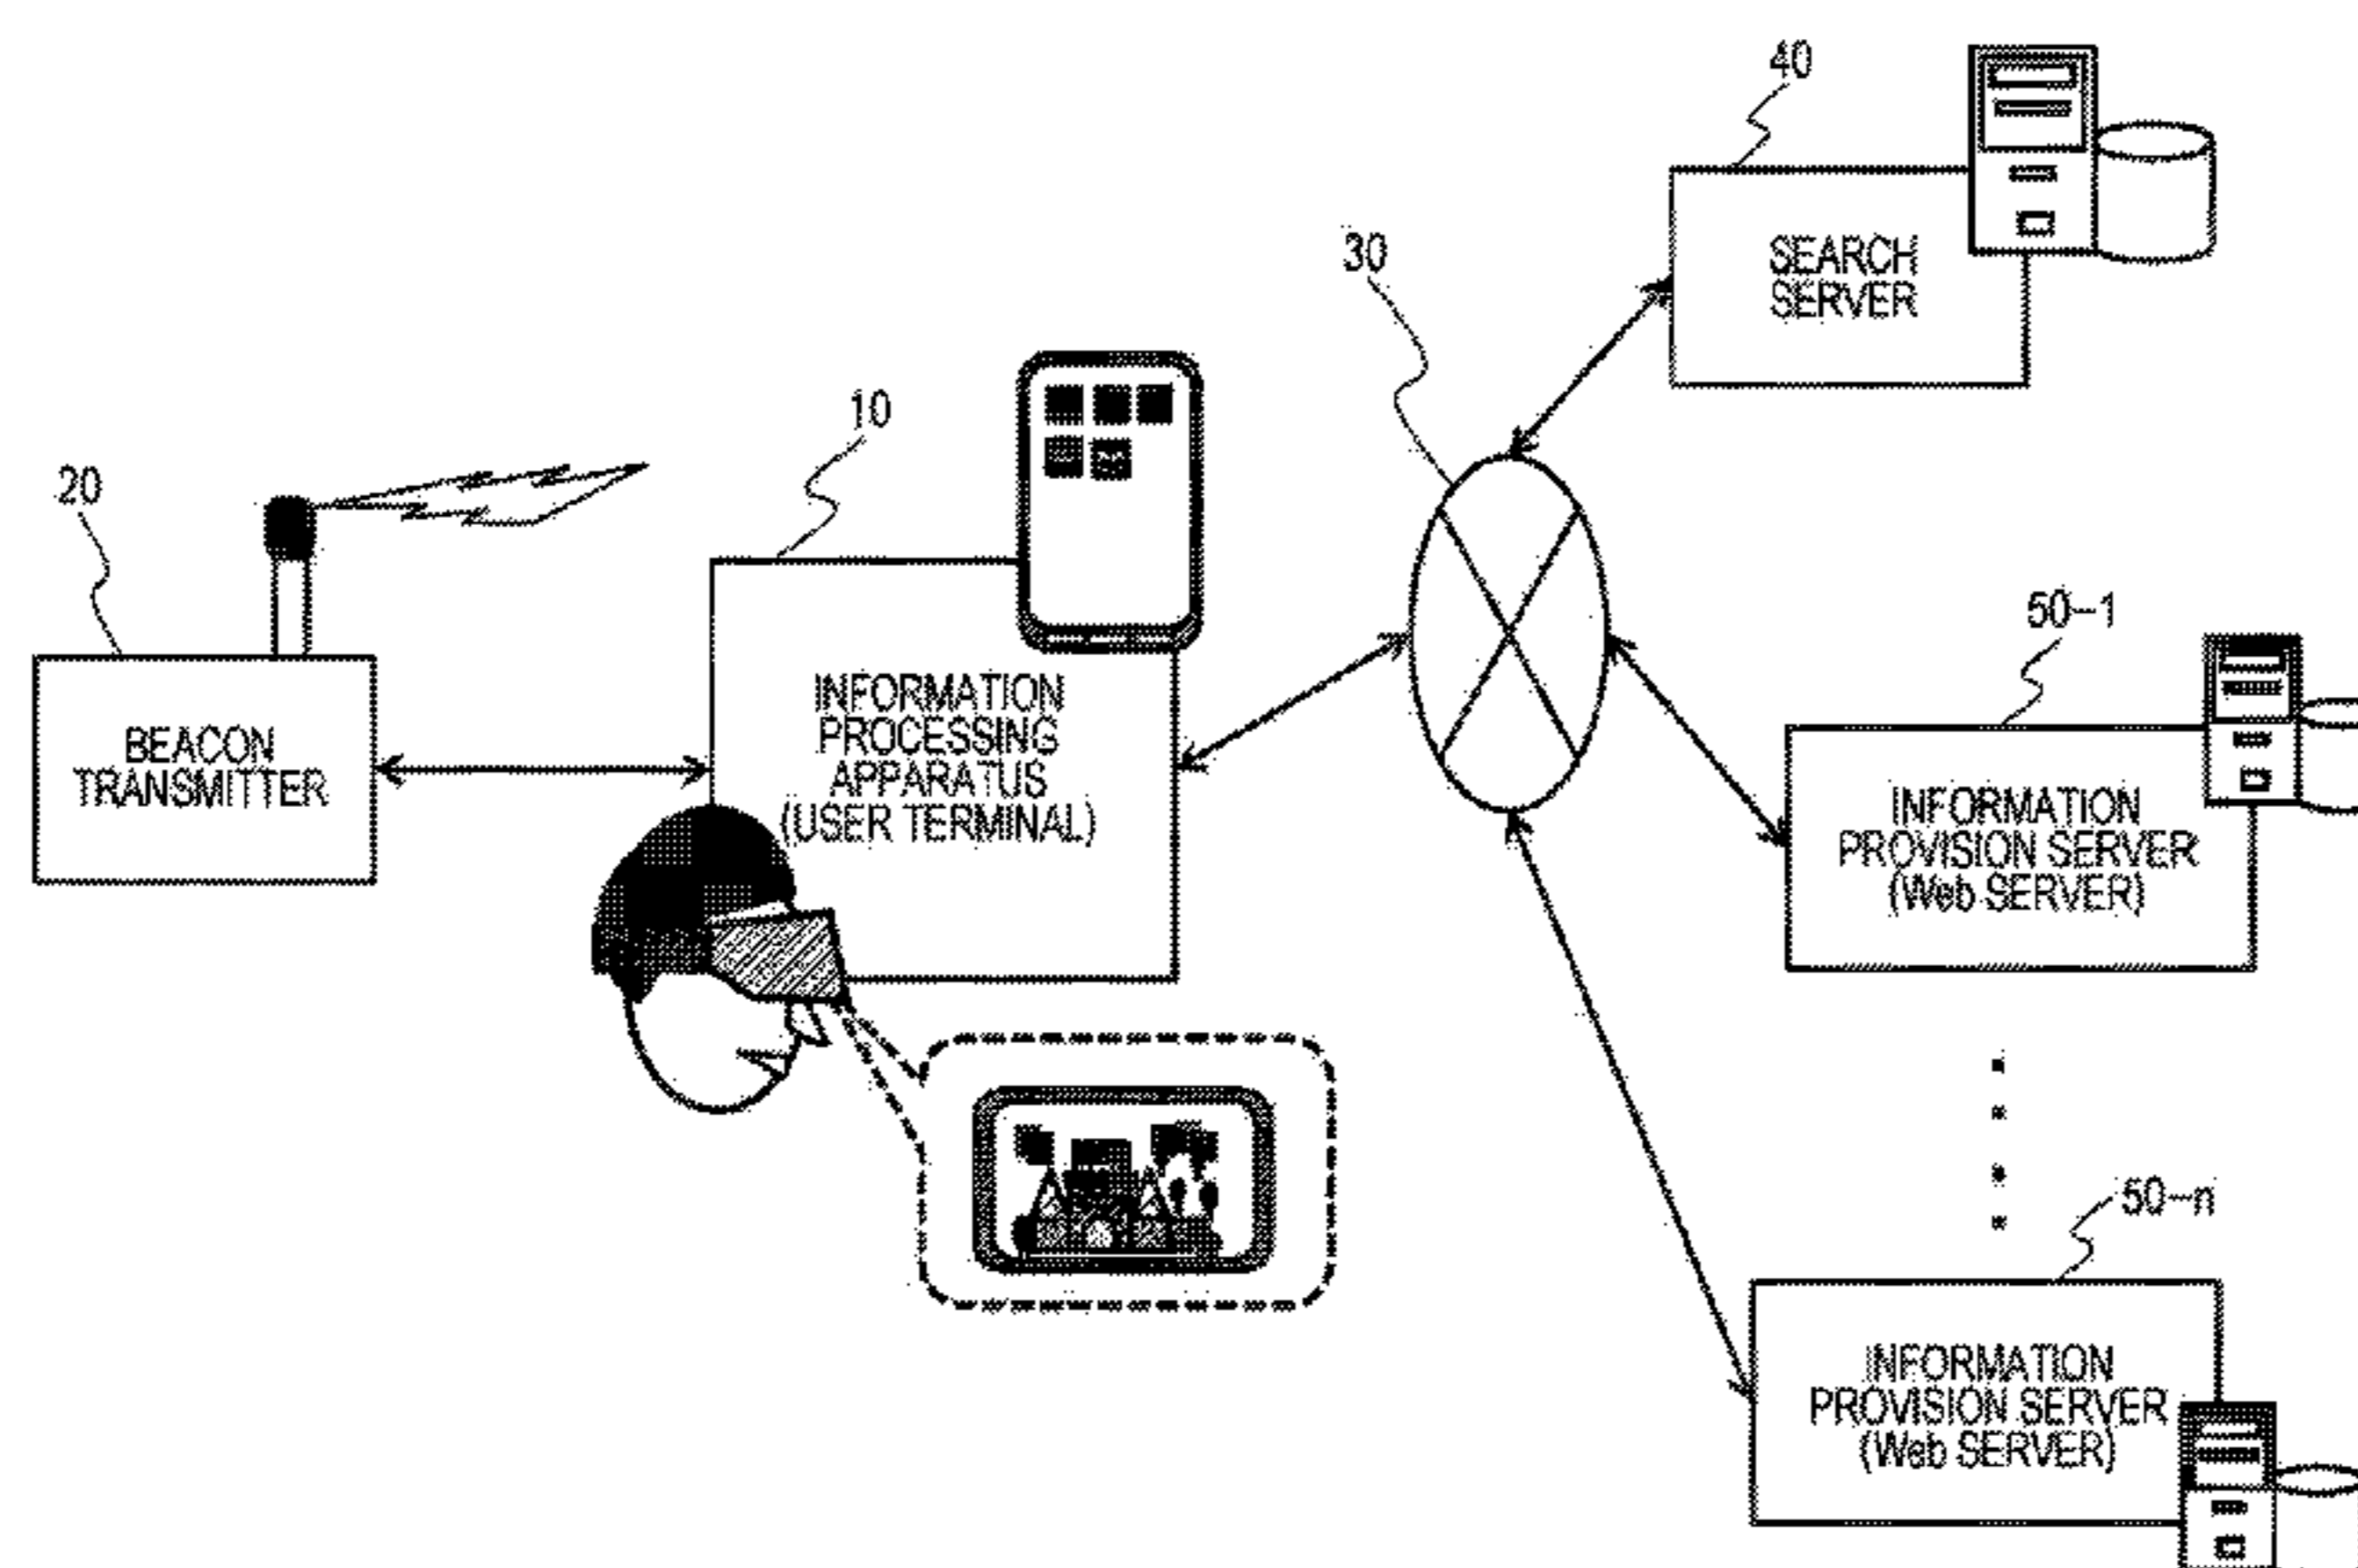 40
SEARCH
SERVER
30
10
20
INFORMATION
PROCESSING
APPARATUS
(USER TERMINAL)
BEACON
TRANSMITTER
50-1
INFORMATION
PROVISION SERVER
(Web SERVER)
50-n
INFORMATION
PROVISION SERVER
(Web SERVER)